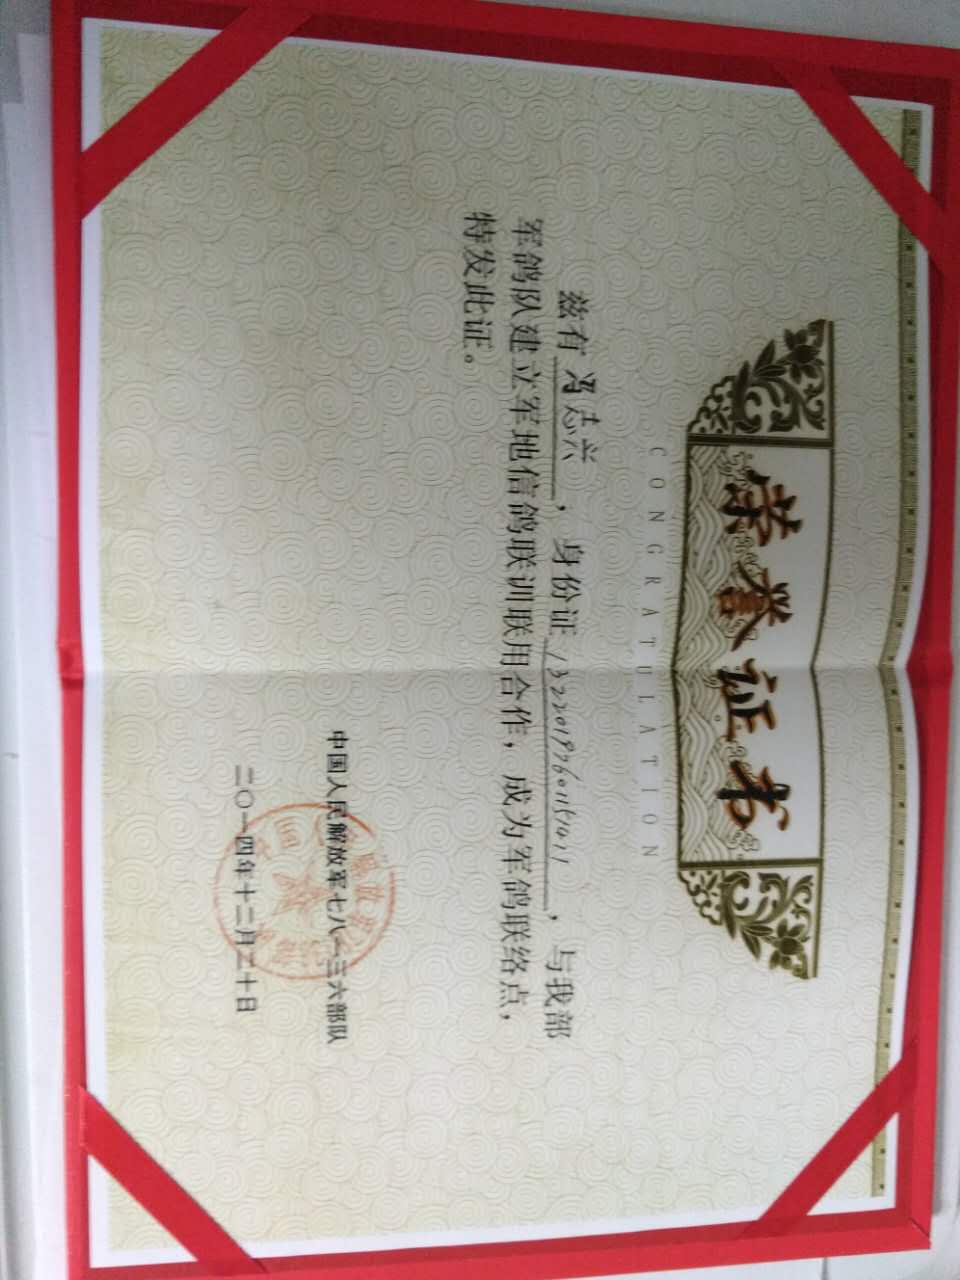 荣誉证书
CONGRATULATION
兹有 冯志兴 ，身份证 132201197601151011 ，与我部
军鸽队建立军地信鸽联训联用合作，成为军鸽联络点，
特发此证。
中国人民解放军七八一三六部队
二〇一四年十二月二十日